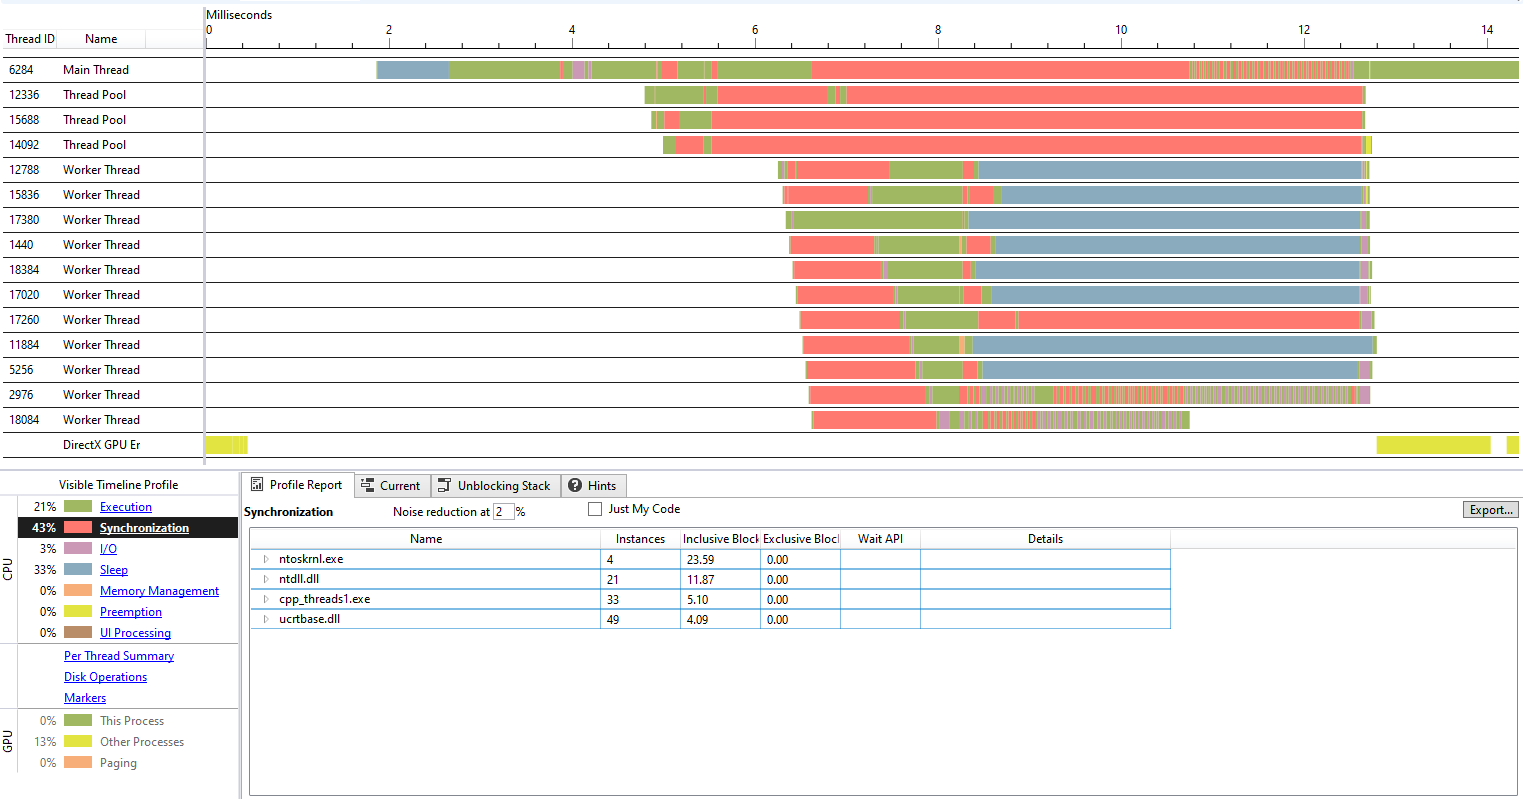 Milliseconds
0 2 4 6 8 10 12 14
Thread ID Name
6284 Main Thread
12336 Thread Pool
15688 Thread Pool
14092 Thread Pool
12788 Worker Thread
15836 Worker Thread
17380 Worker Thread
1440 Worker Thread
18384 Worker Thread
17020 Worker Thread
17260 Worker Thread
11884 Worker Thread
5256 Worker Thread
2976 Worker Thread
18084 Worker Thread
DirectX GPU Er
Visible Timeline Profile
CPU
21% Execution
43% Synchronization
3% I/O
33% Sleep
0% Memory Management
0% Preemption
0% UI Processing
Per Thread Summary
Disk Operations
Markers
GPU
0% This Process
13% Other Processes
0% Paging
Profile Report Current Unblocking Stack Hints
Synchronization Noise reduction at 2 % Just My Code Export...
Name Instances Inclusive Block Exclusive Bloc Wait API Details
ntoskrnl.exe 4 23.59 0.00
ntdll.dll 21 11.87 0.00
cpp_threads1.exe 33 5.10 0.00
ucrtbase.dll 49 4.09 0.00